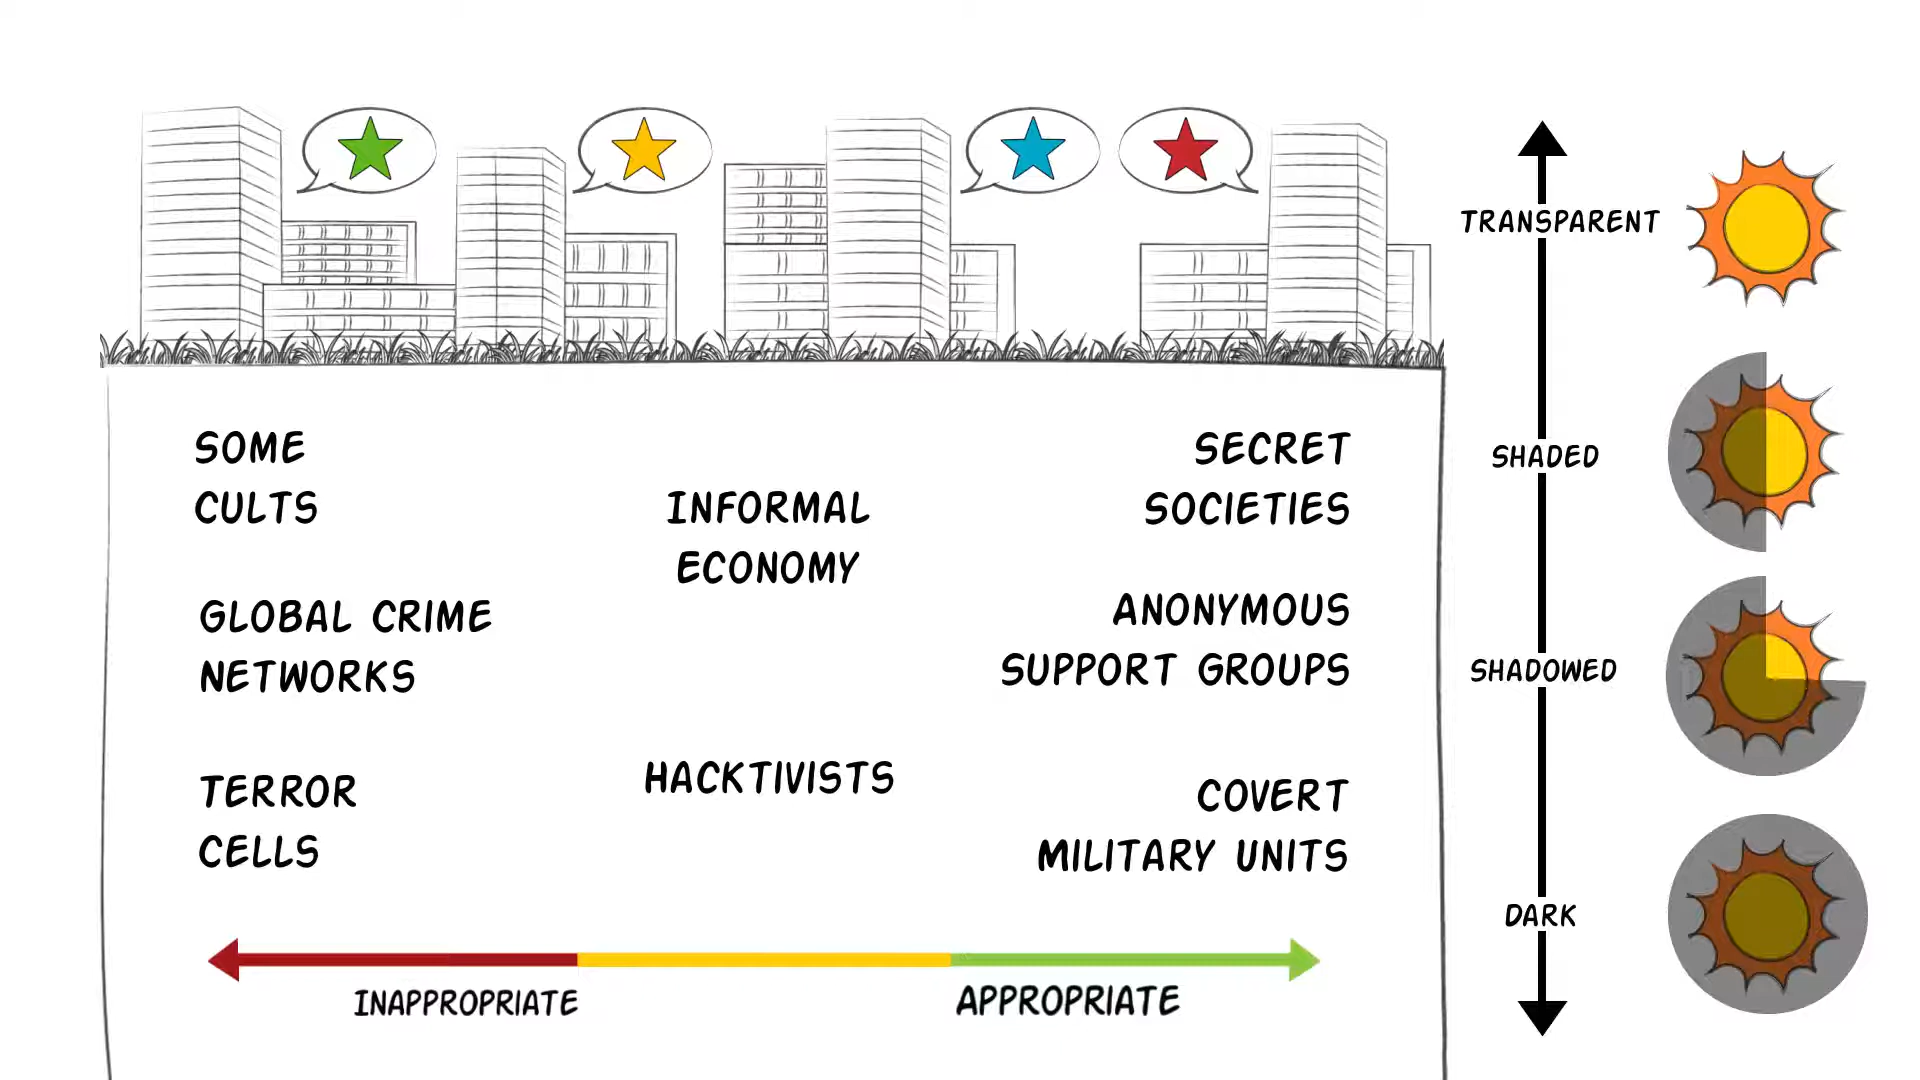 TRANSPARENT
SOME
CULTS
INFORMAL
ECONOMY
SECRET
SOCIETIES
SHADED
GLOBAL CRIME
NETWORKS
ANONYMOUS
SUPPORT GROUPS
SHADOWED
TERROR
CELLS
HACKTIVISTS
COVERT
MILITARY UNITS
DARK
INAPPROPRIATE
APPROPRIATE